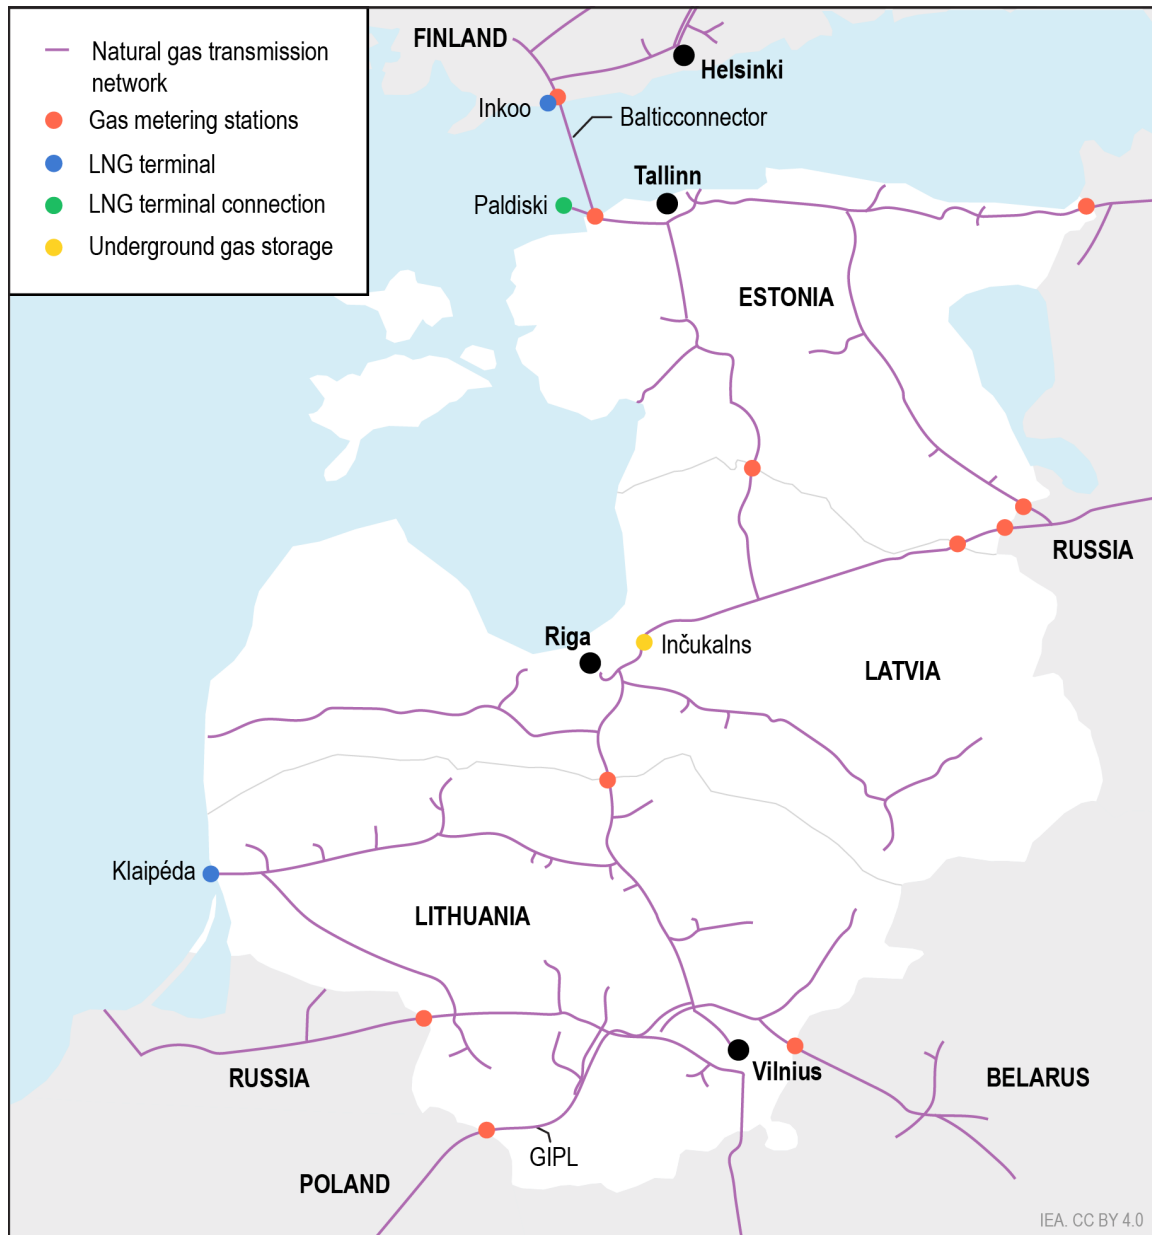 Natural gas transmission
network
Gas metering stations
LNG terminal
LNG terminal connection
Underground gas storage
FINLAND
Helsinki
Inkoo
Balticconnector
Tallinn
Paldiski
ESTONIA
RUSSIA
Riga
Inčukalns
LATVIA
Klaipéda
LITHUANIA
Vilnius
RUSSIA
BELARUS
GIPL
POLAND
IEA. CC BY 4.0